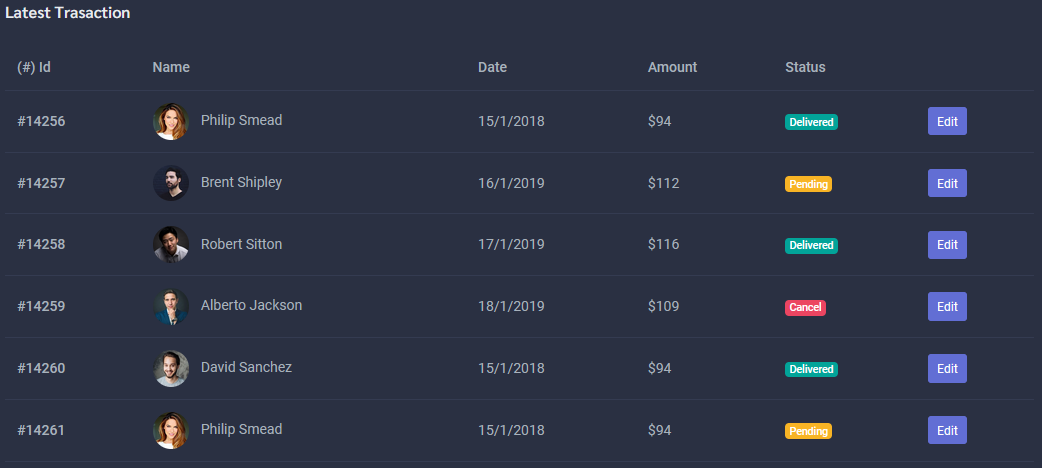 Latest Trasaction
(#) Id Name Date Amount Status
#14256 Philip Smead 15/1/2018 $94 Delivered Edit
#14257 Brent Shipley 16/1/2019 $112 Pending Edit
#14258 Robert Sitton 17/1/2019 $116 Delivered Edit
#14259 Alberto Jackson 18/1/2019 $109 Cancel Edit
#14260 David Sanchez 15/1/2018 $94 Delivered Edit
#14261 Philip Smead 15/1/2018 $94 Pending Edit